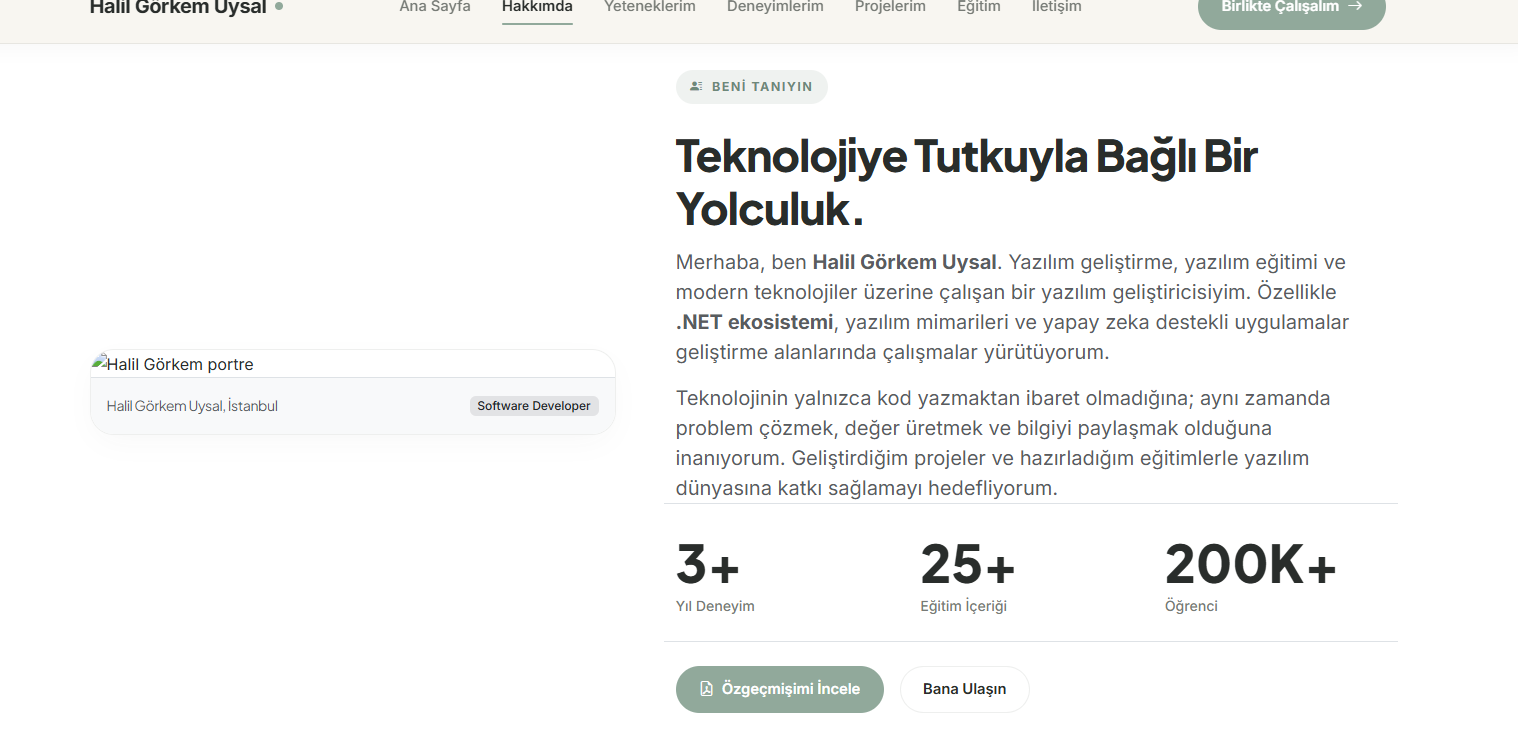 Halil Görkem Uysal
Ana Sayfa
Hakkımda
Yeteneklerim
Deneyimlerim
Projelerim
Eğitim
İletişim
Birlikte Çalışalım →
BENİ TANIYIN
Teknolojiye Tutkuyla Bağlı Bir
Yolculuk.
Merhaba, ben Halil Görkem Uysal. Yazılım geliştirme, yazılım eğitimi ve
modern teknolojiler üzerine çalışan bir yazılım geliştiricisiyim. Özellikle
.NET ekosistemi, yazılım mimarileri ve yapay zeka destekli uygulamalar
geliştirme alanlarında çalışmalar yürütüyorum.
Teknolojinin yalnızca kod yazmaktan ibaret olmadığına; aynı zamanda
problem çözmek, değer üretmek ve bilgiyi paylaşmak olduğuna
inanıyorum. Geliştirdiğim projeler ve hazırladığım eğitimlerle yazılım
dünyasına katkı sağlamayı hedefliyorum.
Halil Görkem portre
Halil Görkem Uysal, İstanbul
Software Developer
3+
Yıl Deneyim
25+
Eğitim İçeriği
200K+
Öğrenci
Özgeçmişimi İncele
Bana Ulaşın